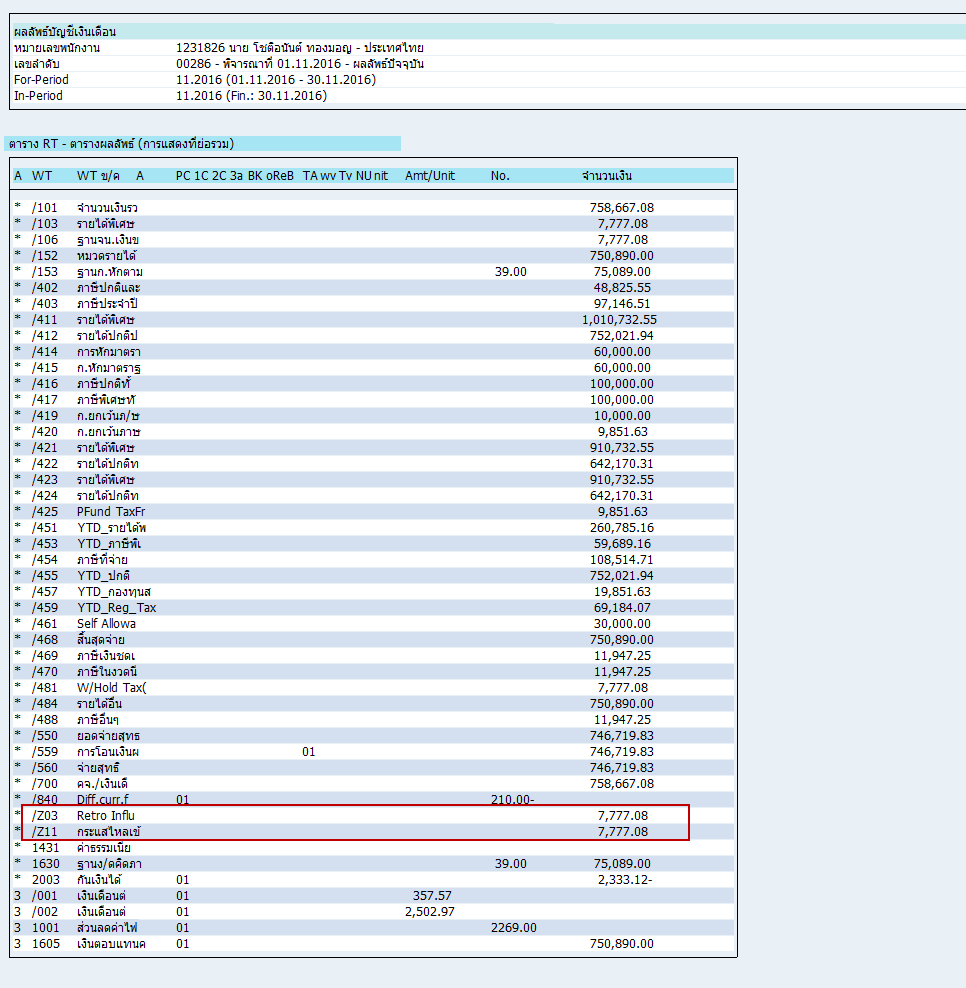 ผลลัพธ์บัญชีเงินเดือน
หมายเลขพนักงาน 1231826 นาย โชติอนันต์ ทองมอญ - ประเทศไทย
เลขลำดับ 00286 - พิจารณาที่ 01.11.2016 - ผลลัพธ์ปัจจุบัน
For-Period 11.2016 (01.11.2016 - 30.11.2016)
In-Period 11.2016 (Fin.: 30.11.2016)
ตาราง RT - ตารางผลลัพธ์ (การแสดงที่ย่อรวม)
A WT WT ข/ค A PC 1C 2C 3a BK oReB TA wv Tv NU nit Amt/Unit No. จำนวนเงิน
* /101 จำนวนเงินรว 758,667.08
* /103 รายได้พิเศษ 7,777.08
* /106 ฐานจน.เงินข 7,777.08
* /152 หมวดรายได้ 750,890.00
* /153 ฐานก.หักตาม 39.00 75,089.00
* /402 ภาษีปกติและ 48,825.55
* /403 ภาษีประจำปี 97,146.51
* /411 รายได้พิเศษ 1,010,732.55
* /412 รายได้ปกติป 752,021.94
* /414 การหักมาตรา 60,000.00
* /415 ก.หักมาตราฐ 60,000.00
* /416 ภาษีปกติทั้ 100,000.00
* /417 ภาษีพิเศษทั 100,000.00
* /419 ก.ยกเว้นภ/ษ 10,000.00
* /420 ก.ยกเว้นภาษ 9,851.63
* /421 รายได้พิเศษ 910,732.55
* /422 รายได้ปกติท 642,170.31
* /423 รายได้พิเศษ 910,732.55
* /424 รายได้ปกติท 642,170.31
* /425 PFund TaxFr 9,851.63
* /451 YTD_รายได้พ 260,785.16
* /453 YTD_ภาษีพิเ 59,689.16
* /454 ภาษีที่จ่าย 108,514.71
* /455 YTD_ปกติ 752,021.94
* /457 YTD_กองทุนส 19,851.63
* /459 YTD_Reg_Tax 69,184.07
* /461 Self Allowa 30,000.00
* /468 สิ้นสุดจ่าย 750,890.00
* /469 ภาษีเงินชดเ 11,947.25
* /470 ภาษีในงวดนี 11,947.25
* /481 W/Hold Tax( 7,777.08
* /484 รายได้อื่น 750,890.00
* /488 ภาษีอื่นๆ 11,947.25
* /550 ยอดจ่ายสุทธ 746,719.83
* /559 การโอนเงินผ 01 746,719.83
* /560 จ่ายสุทธิ 746,719.83
* /700 คจ./เงินเดื 758,667.08
* /840 Diff.curr.f 01 210.00-
* /Z03 Retro Influ 7,777.08
* /Z11 กระแสไหลเข้ 7,777.08
* 1431 ค่าธรรมเนีย
* 1630 ฐานง/ดคิดภา 39.00 75,089.00
* 2003 กันเงินได้ 01 2,333.12-
3 /001 เงินเดือนต่ 01 357.57
3 /002 เงินเดือนต่ 01 2,502.97
3 1001 ส่วนลดค่าไฟ 01 2269.00
3 1605 เงินตอบแทนค 01 750,890.00